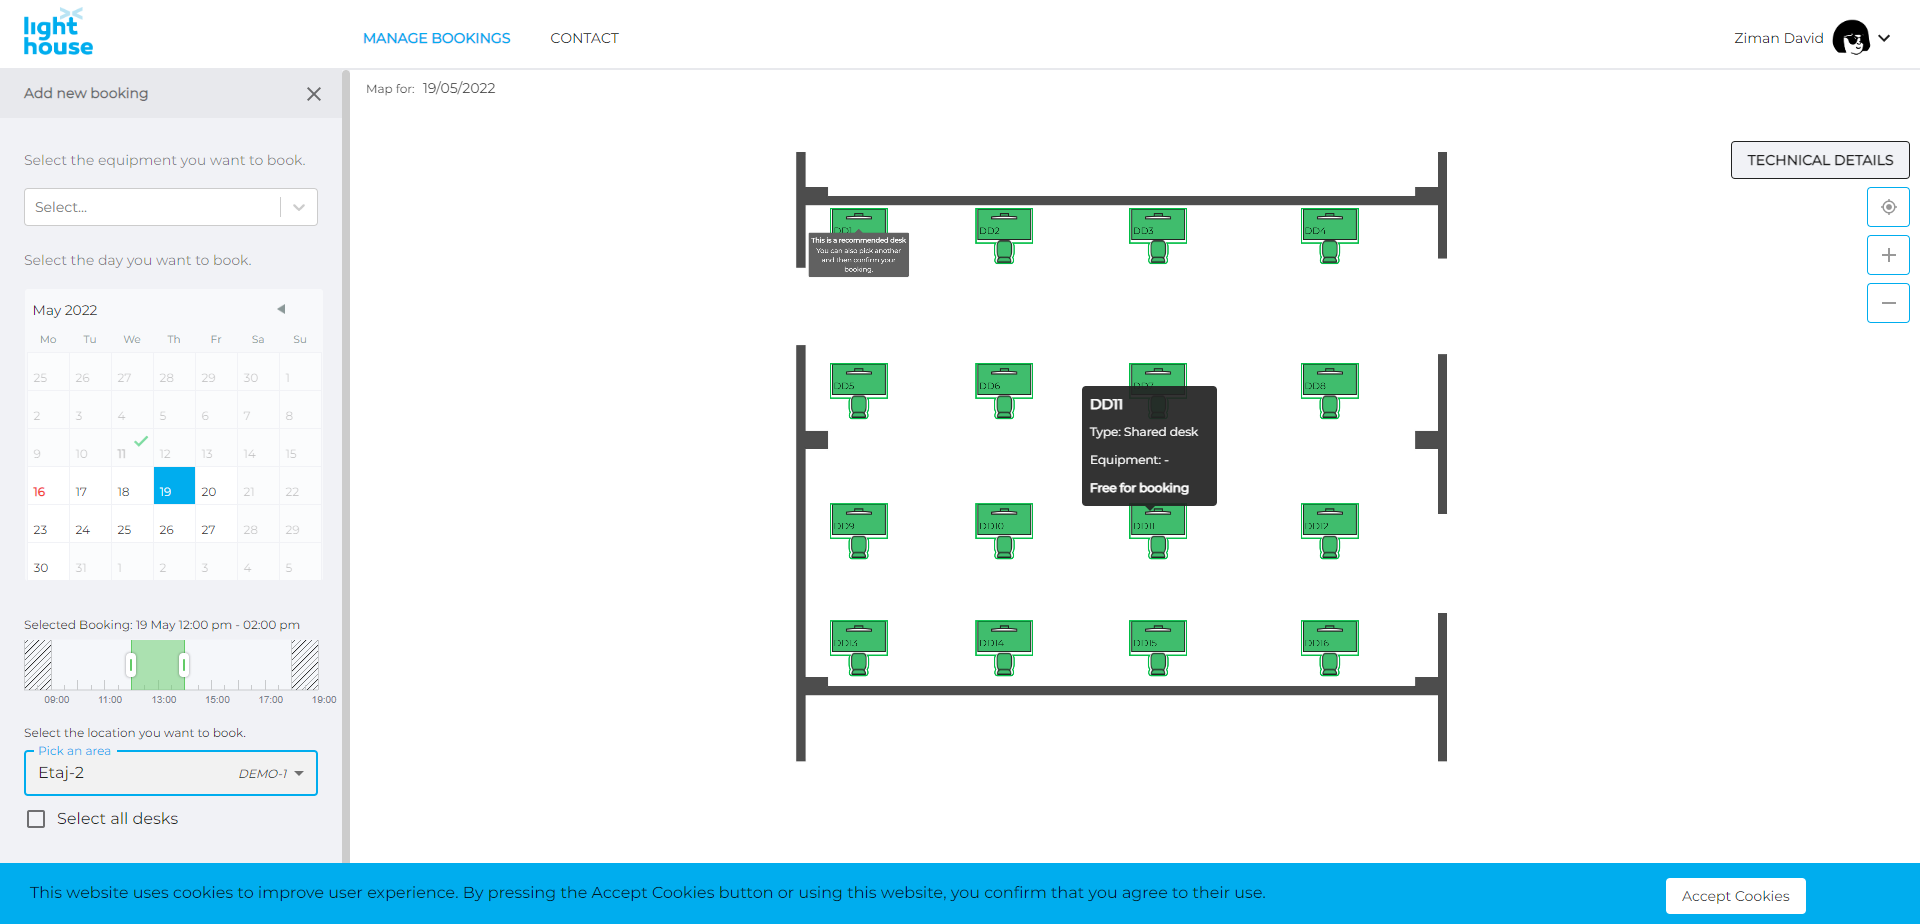 light
house
MANAGE BOOKINGS
CONTACT
Ziman David
Add new booking
Map for: 19/05/2022
Select the equipment you want to book.
Select...
Select the day you want to book.
May 2022
Mo Tu We Th Fr Sa Su
25 26 27 28 29 30 1
2 3 4 5 6 7 8
9 10 11 12 13 14 15
16 17 18 19 20 21 22
23 24 25 26 27 28 29
30 31 1 2 3 4 5
Selected Booking: 19 May 12:00 pm - 02:00 pm
09:00 11:00 13:00 15:00 17:00 19:00
Select the location you want to book.
Pick an area
Etaj-2 DEMO-1
Select all desks
TECHNICAL DETAILS
DD1 DD2 DD3 DD4
This is a recommended desk
You can also pick another
and then confirm your
booking.
DD5 DD6 DD7 DD8
DD11
Type: Shared desk
Equipment: -
Free for booking
DD9 DD10 DD11 DD12
DD13 DD14 DD15 DD16
This website uses cookies to improve user experience. By pressing the Accept Cookies button or using this website, you confirm that you agree to their use.
Accept Cookies